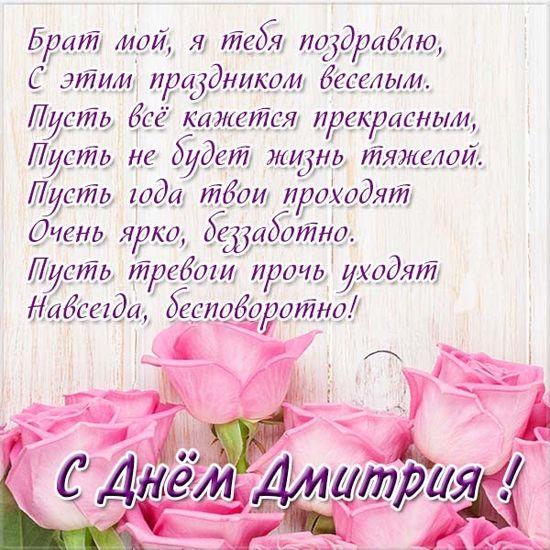 Брат мой, я тебя поздравлю,
С этим праздником веселым.
Пусть всё кажется прекрасным,
Пусть не будет жизнь тяжелой.
Пусть года твои проходят
Очень ярко, беззаботно.
Пусть тревоги прочь уходят
Навсегда, бесповоротно!
С Днём Дмитрия !